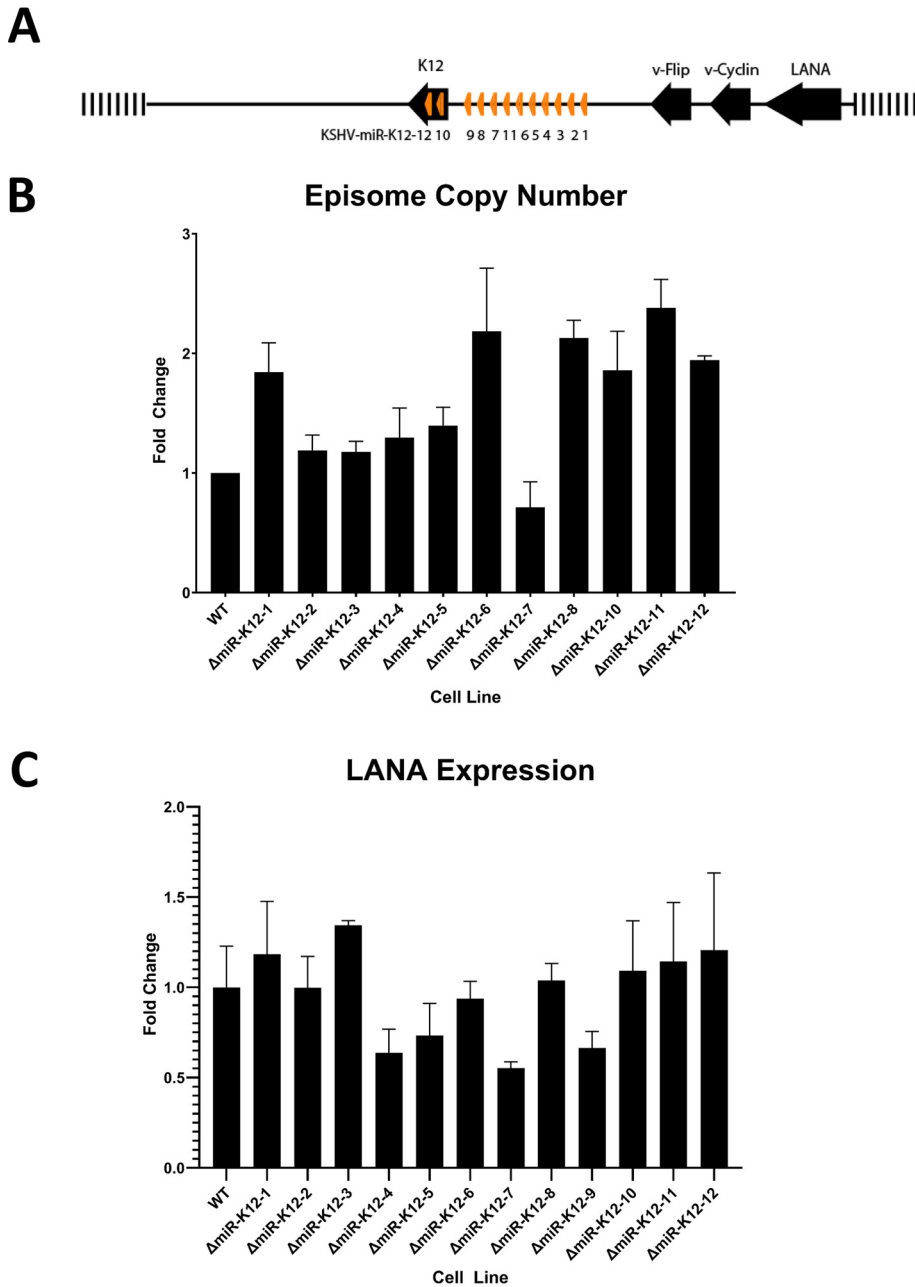 A
K12
v-Flip v-Cyclin LANA
KSHV-miR-K12-12 10 9 8 7 11 6 5 4 3 2 1
B
Episome Copy Number
3
2
1
0
Fold Change
WT
ΔmiR-K12-1
ΔmiR-K12-2
ΔmiR-K12-3
ΔmiR-K12-4
ΔmiR-K12-5
ΔmiR-K12-6
ΔmiR-K12-7
ΔmiR-K12-8
ΔmiR-K12-10
ΔmiR-K12-11
ΔmiR-K12-12
Cell Line
C
LANA Expression
2.0
1.5
1.0
0.5
0.0
Fold Change
WT
ΔmiR-K12-1
ΔmiR-K12-2
ΔmiR-K12-3
ΔmiR-K12-4
ΔmiR-K12-5
ΔmiR-K12-6
ΔmiR-K12-7
ΔmiR-K12-8
ΔmiR-K12-9
ΔmiR-K12-10
ΔmiR-K12-11
ΔmiR-K12-12
Cell Line